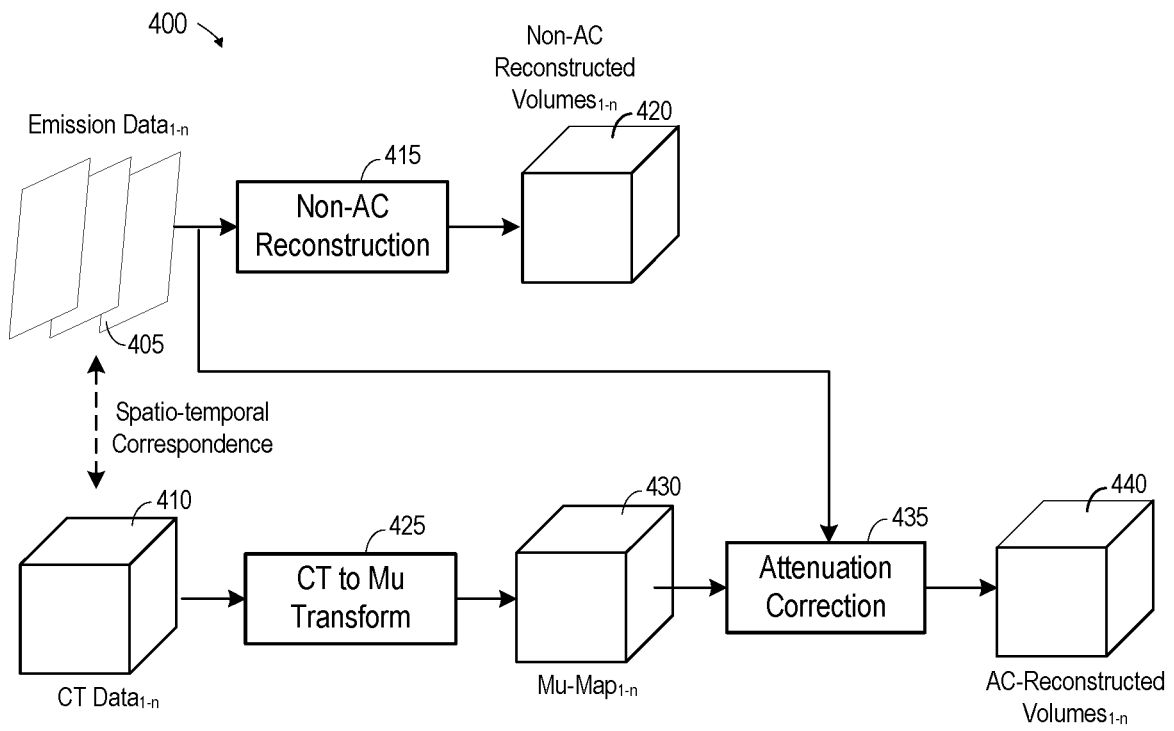 400
Non-AC
Reconstructed
Volumes1-n
420
Emission Data1-n
415
Non-AC
Reconstruction
405
Spatio-temporal
Correspondence
410
425
430
435
440
CT to Mu
Transform
Attenuation
Correction
CT Data1-n
Mu-Map1-n
AC-Reconstructed
Volumes1-n